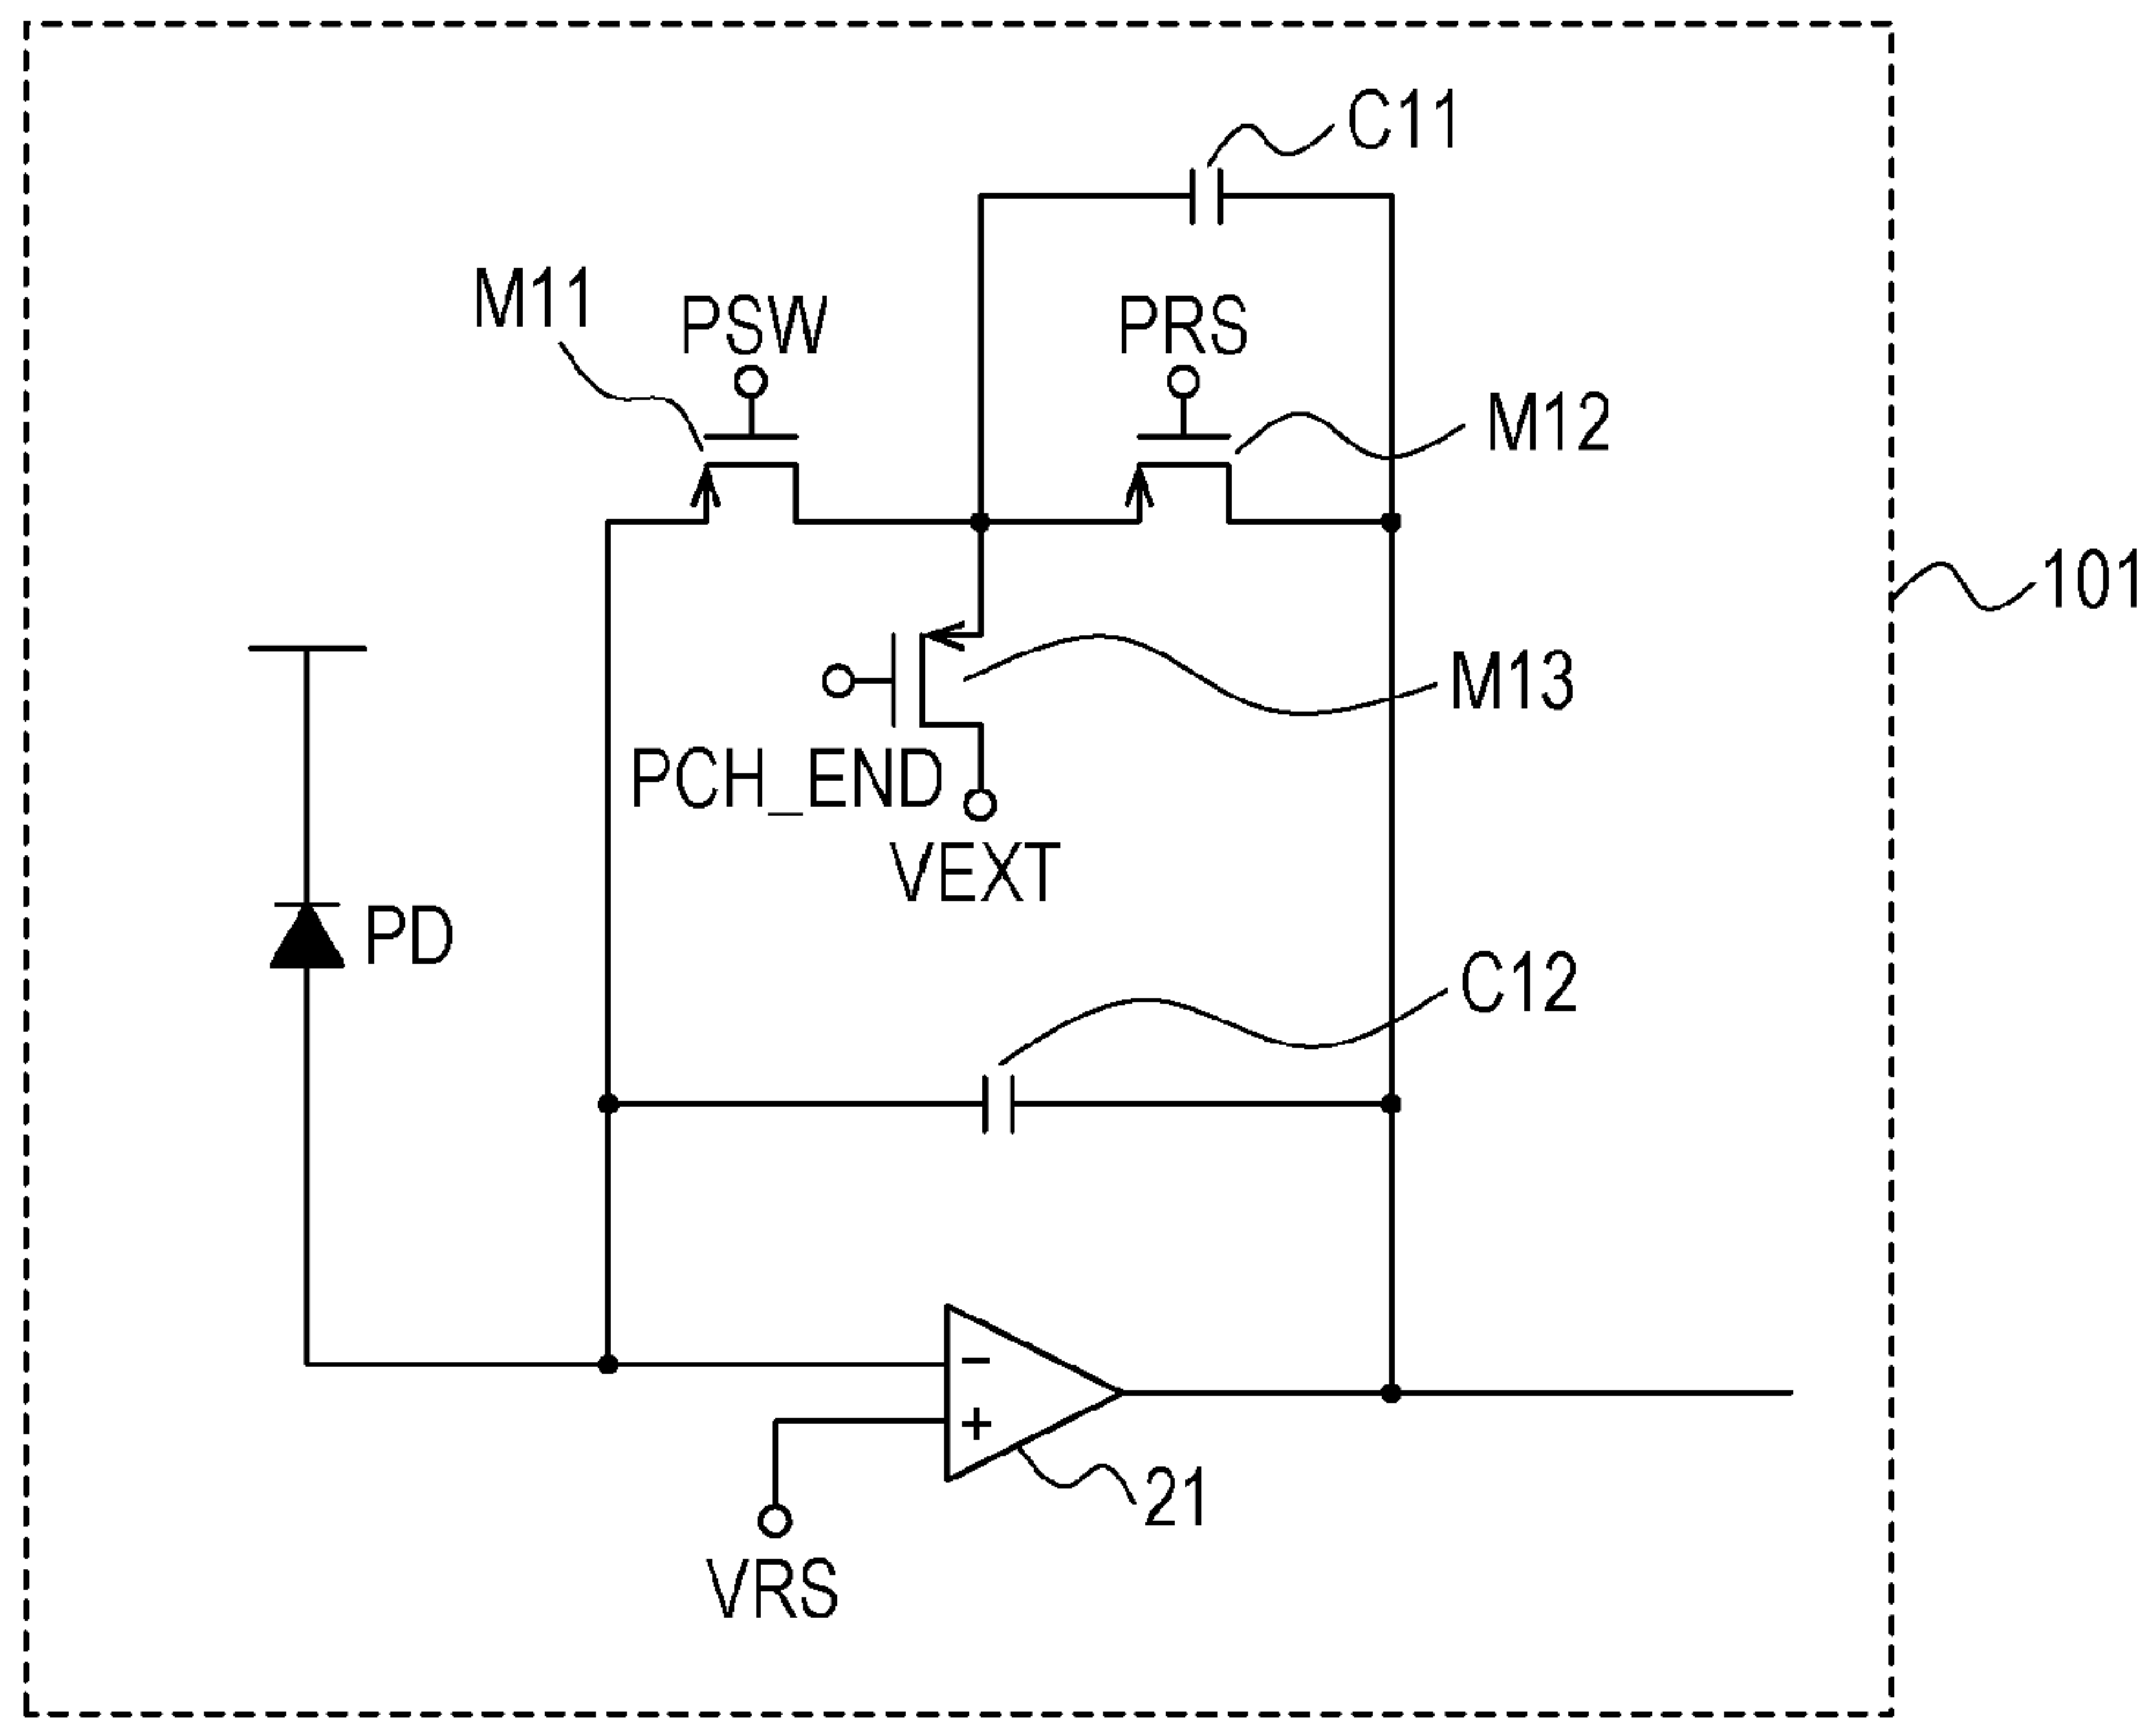 C11
M11
PSW
PRS
M12
101
M13
PCH_END
VEXT
PD
C12
−
+
21
VRS